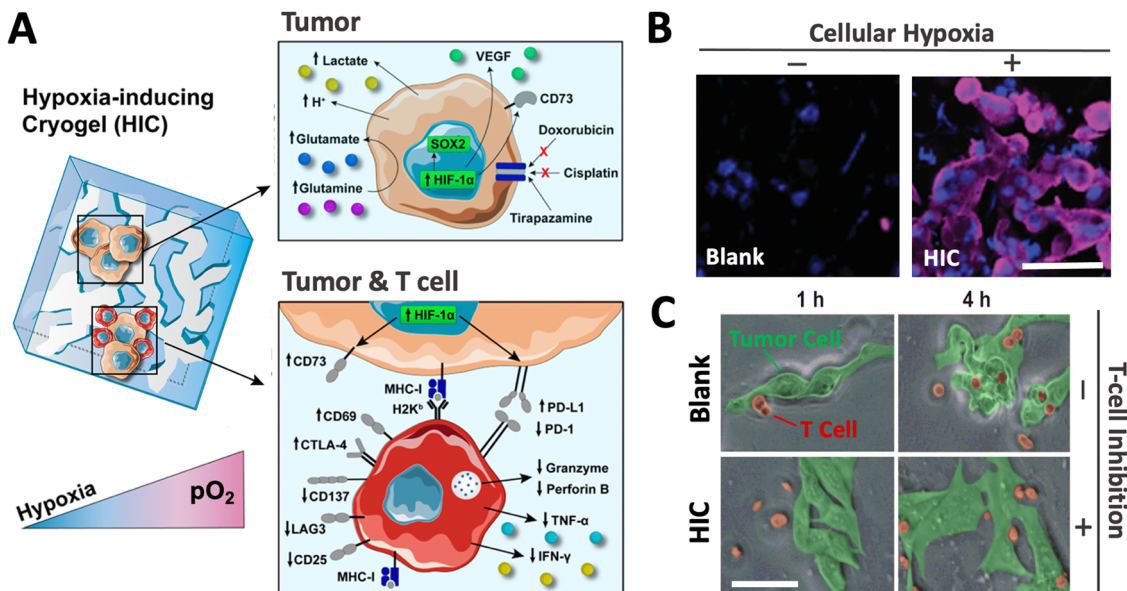 A
Hypoxia-inducing
Cryogel (HIC)
Hypoxia
pO₂
Tumor
↑ Lactate
↑ H⁺
↑Glutamate
↑Glutamine
VEGF
CD73
SOX2
↑ HIF-1α
Doxorubicin
X
Cisplatin
X
Tirapazamine
Tumor & T cell
↑ HIF-1α
↑CD73
MHC-I
H2Kᵇ
↑CD69
↑CTLA-4
↓CD137
↓LAG3
↓CD25
MHC-I
↑ PD-L1
↓ PD-1
↓ Granzyme
↓ Perforin B
↓ TNF-α
↓ IFN-γ
B
Cellular Hypoxia
− +
Blank
HIC
C
1 h 4 h
Blank
Tumor Cell
T Cell
HIC
−
T-cell Inhibition
+